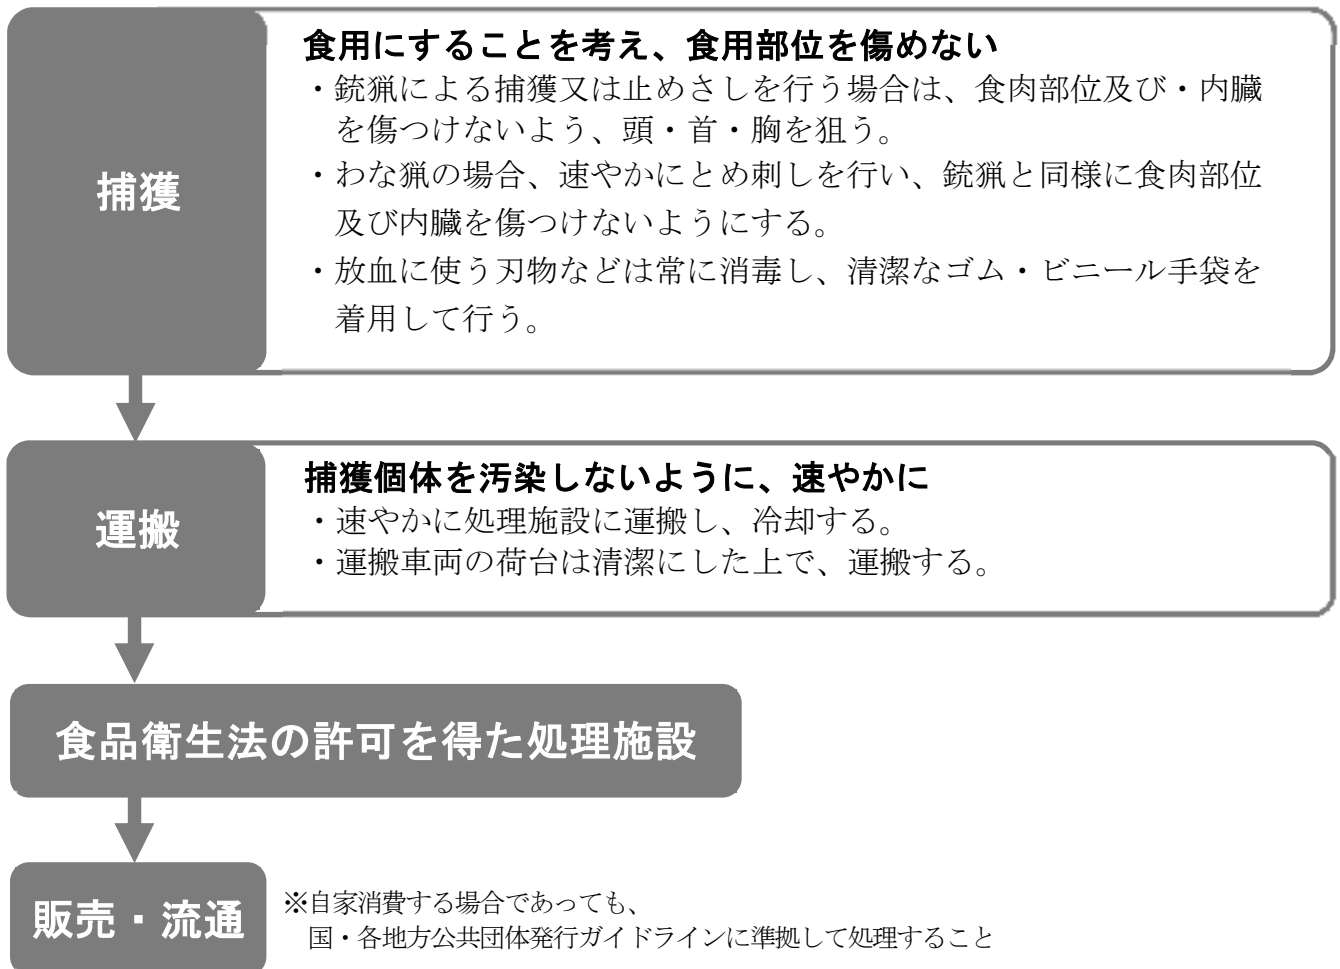 捕獲
食用にすることを考え、食用部位を傷めない
・銃猟による捕獲又は止めさしを行う場合は、食肉部位及び・内臓
を傷つけないよう、頭・首・胸を狙う。
・わな猟の場合、速やかにとめ刺しを行い、銃猟と同様に食肉部位
及び内臓を傷つけないようにする。
・放血に使う刃物などは常に消毒し、清潔なゴム・ビニール手袋を
着用して行う。
運搬
捕獲個体を汚染しないように、速やかに
・速やかに処理施設に運搬し、冷却する。
・運搬車両の荷台は清潔にした上で、運搬する。
食品衛生法の許可を得た処理施設
販売・流通
※自家消費する場合であっても、
国・各地方公共団体発行ガイドラインに準拠して処理すること